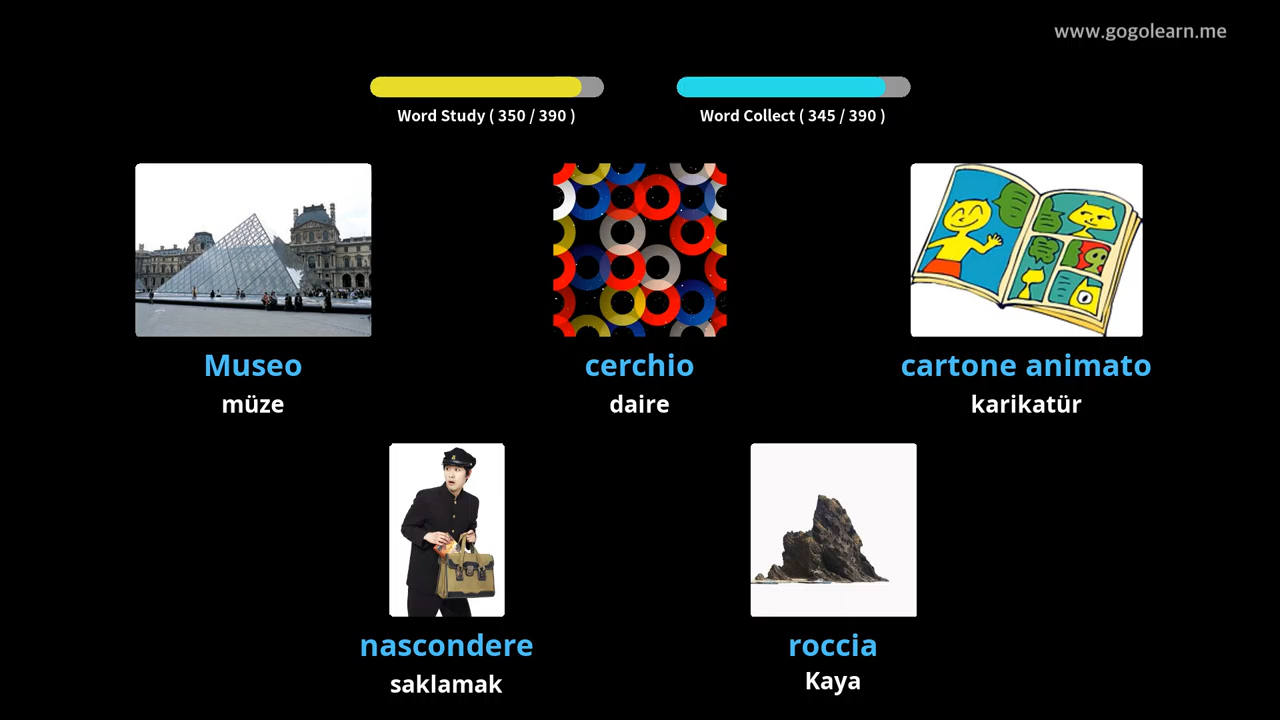 www.gogolearn.me
Word Study ( 350 / 390 )
Word Collect ( 345 / 390 )
Museo
müze
cerchio
daire
cartone animato
karikatür
nascondere
saklamak
roccia
Kaya